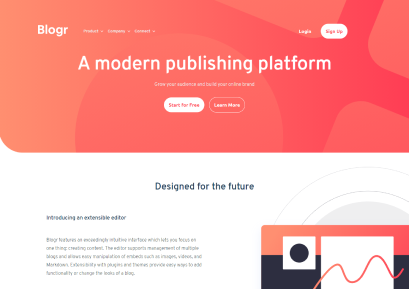 Blogr
Product Company Connect
Login
Sign Up
A modern publishing platform
Grow your audience and build your online brand
Start for Free
Learn More
Designed for the future
Introducing an extensible editor
Blogr features an exceedingly intuitive interface which lets you focus on
one thing: creating content. The editor supports management of multiple
blogs and allows easy manipulation of embeds such as images, videos, and
Markdown. Extensibility with plugins and themes provide easy ways to add
functionality or change the looks of a blog.